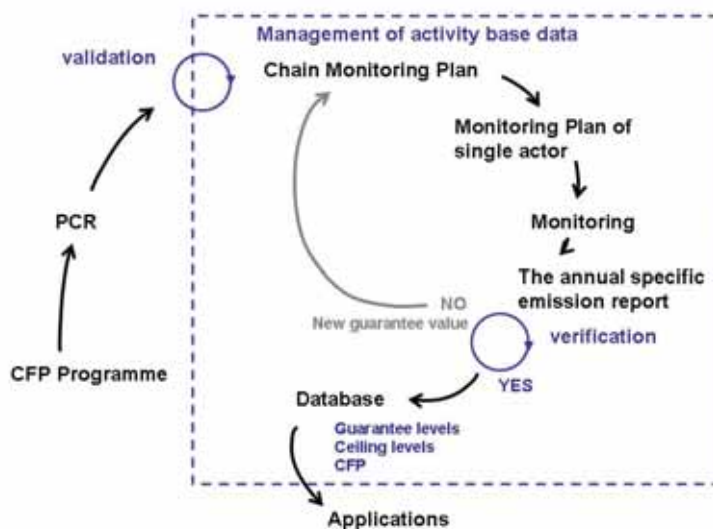 Management of activity base data
validation
Chain Monitoring Plan
Monitoring Plan of
single actor
PCR
Monitoring
The annual specific
emission report
NO
New guarantee value
verification
CFP Programme
YES
Database
Guarantee levels
Ceiling levels
CFP
Applications